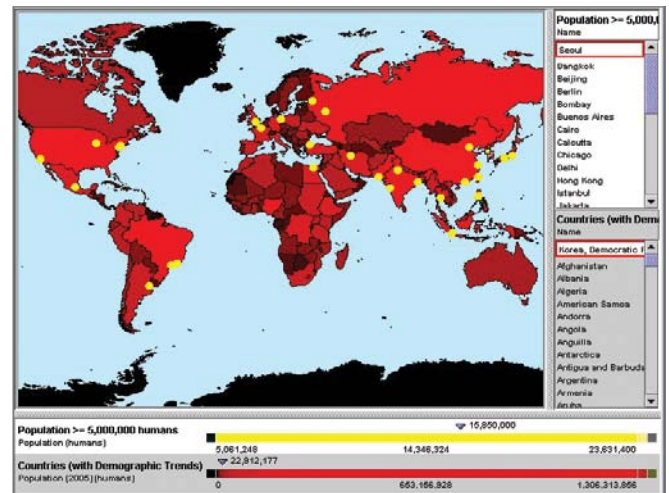 Population >= 5,000,
Name
Seoul
Bangkok
Beijing
Berlin
Bombay
Buenos Aires
Cairo
Calcutta
Chicago
Delhi
Hong Kong
Istanbul
Jakarta
Countries (with Dem
Name
Korea, Democratic
Afghanistan
Albania
Algeria
American Samoa
Andorra
Angola
Anguilla
Antarctica
Antigua and Barbuda
Argentina
Armenia
Aruba
Population >= 5,000,000 humans
Population (humans)
15,850,000
5,061,248 14,346,324 23,631,400
Countries (with Demographic Trends)
Population (2005) (humans)
22,912,177
0 653,156,928 1,306,313,856